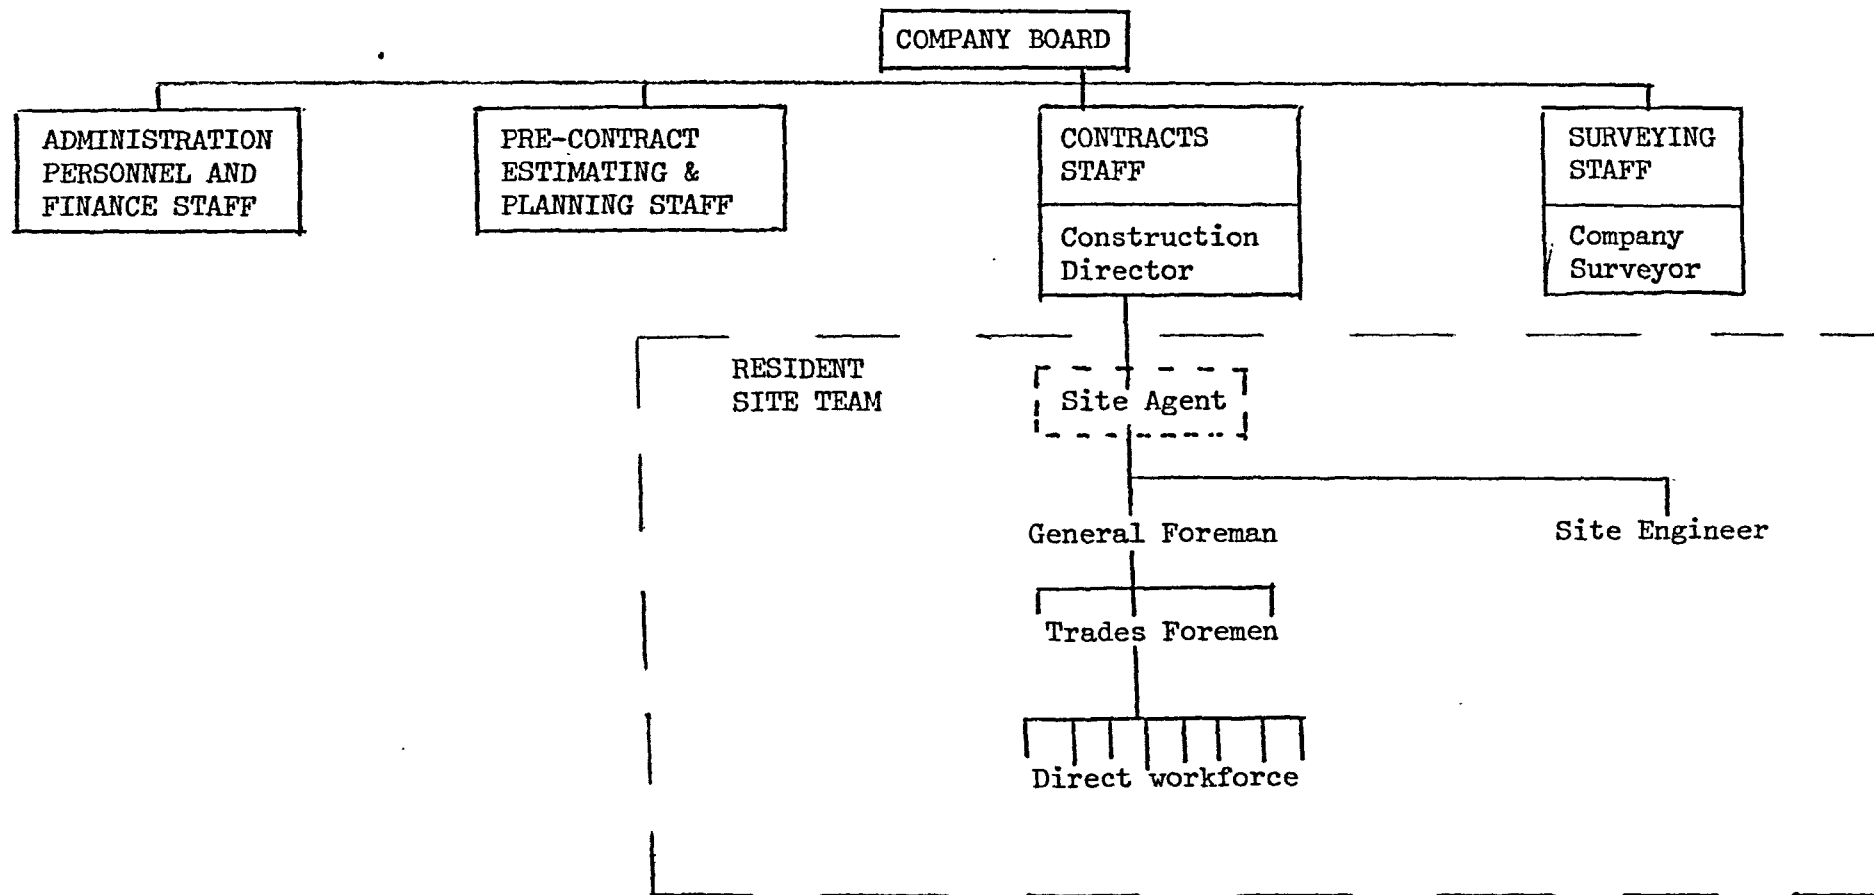 COMPANY BOARD
ADMINISTRATION
PERSONNEL AND
FINANCE STAFF
PRE-CONTRACT
ESTIMATING &
PLANNING STAFF
CONTRACTS
STAFF
Construction
Director
SURVEYING
STAFF
Company
Surveyor
RESIDENT
SITE TEAM
Site Agent
General Foreman
Site Engineer
Trades Foremen
Direct workforce